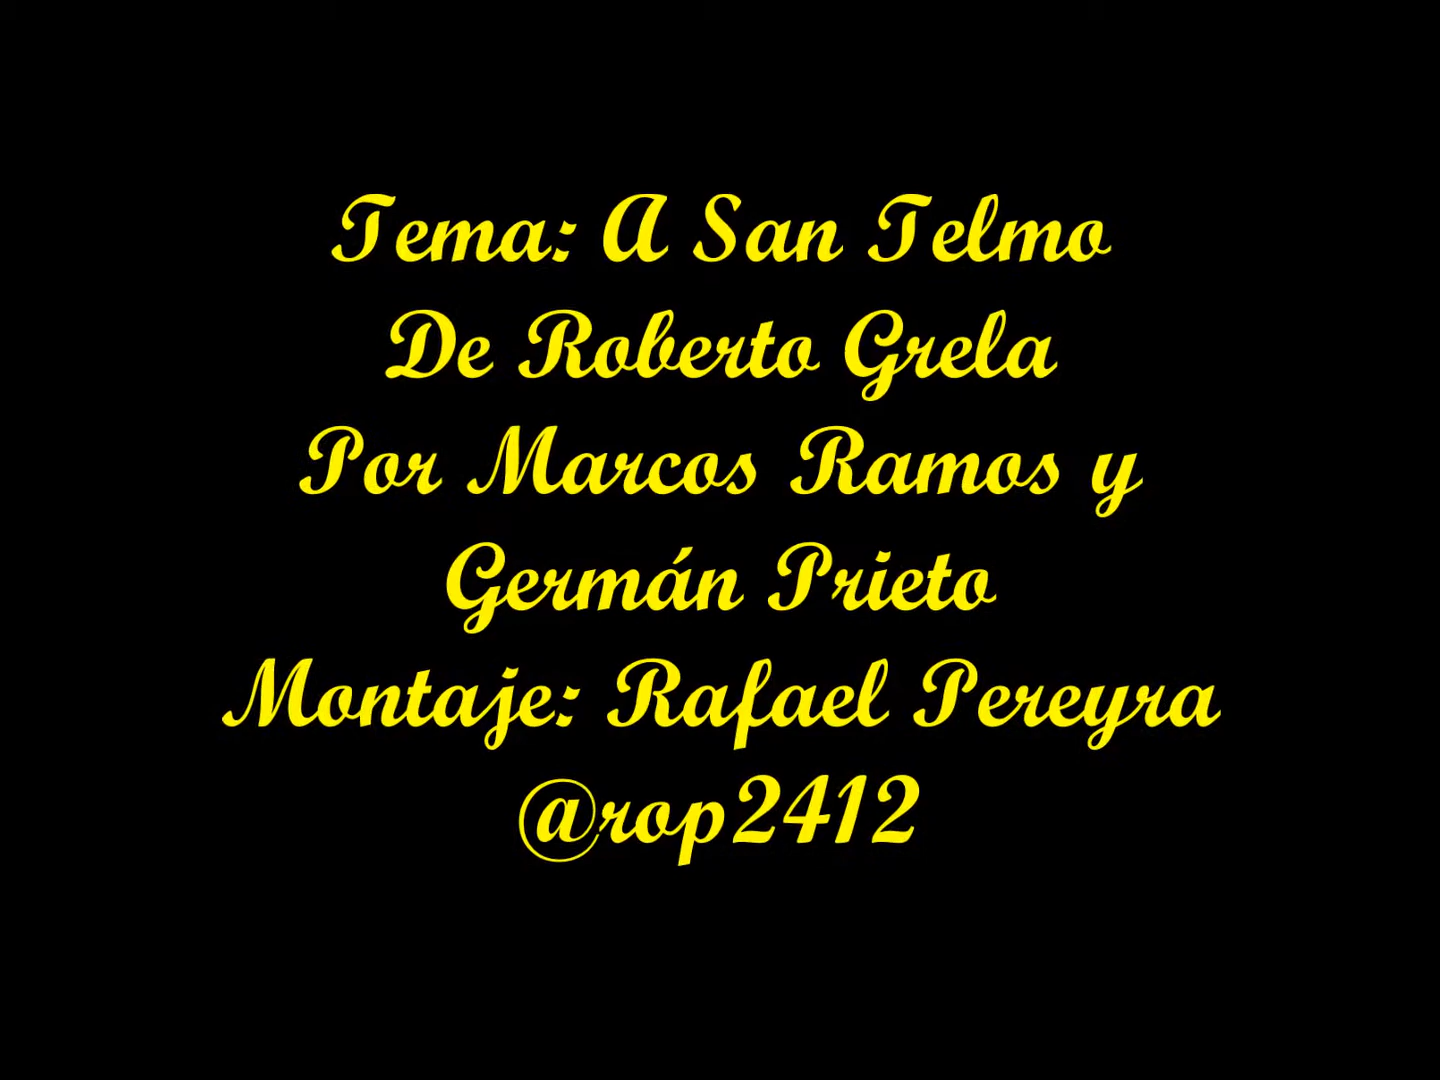 Tema: A San Telmo
De Roberto Grela
Por Marcos Ramos y
Germán Prieto
Montaje: Rafael Pereyra
@rop2412